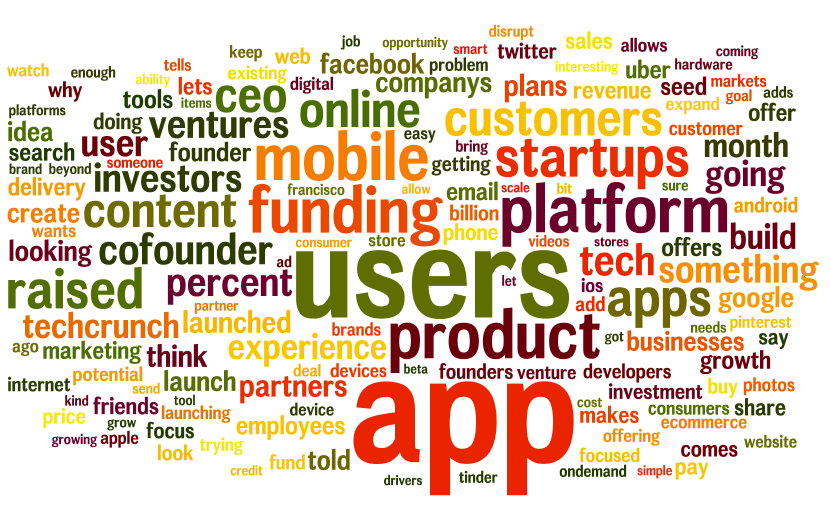 disrupt
job opportunity smart twitter sales allows
keep web facebook problem coming
tells existing interesting uber hardware
watch enough ability digital companys plans revenue seed markets
why lets ceo goal
platforms tools items online customers expand adds
idea doing ventures easy customer offer
search user founder mobile bring startups month
brand beyond someone getting going
delivery investors francisco allow email scale bit sure
create content funding billion platform android
wants phone
looking cofounder consumer store videos stores offers build
ad users tech something
raised percent let ios
partner add apps google
techcrunch launched brands product got needs pinterest
ago marketing think experience businesses say
deal devices beta founders venture developers growth
internet potential launch partners investment buy photos
send app
kind friends tool device cost consumers share
price launching makes
grow employees ecommerce
growing apple focus offering
look trying focused comes website
credit fund told ondemand simple pay
drivers tinder